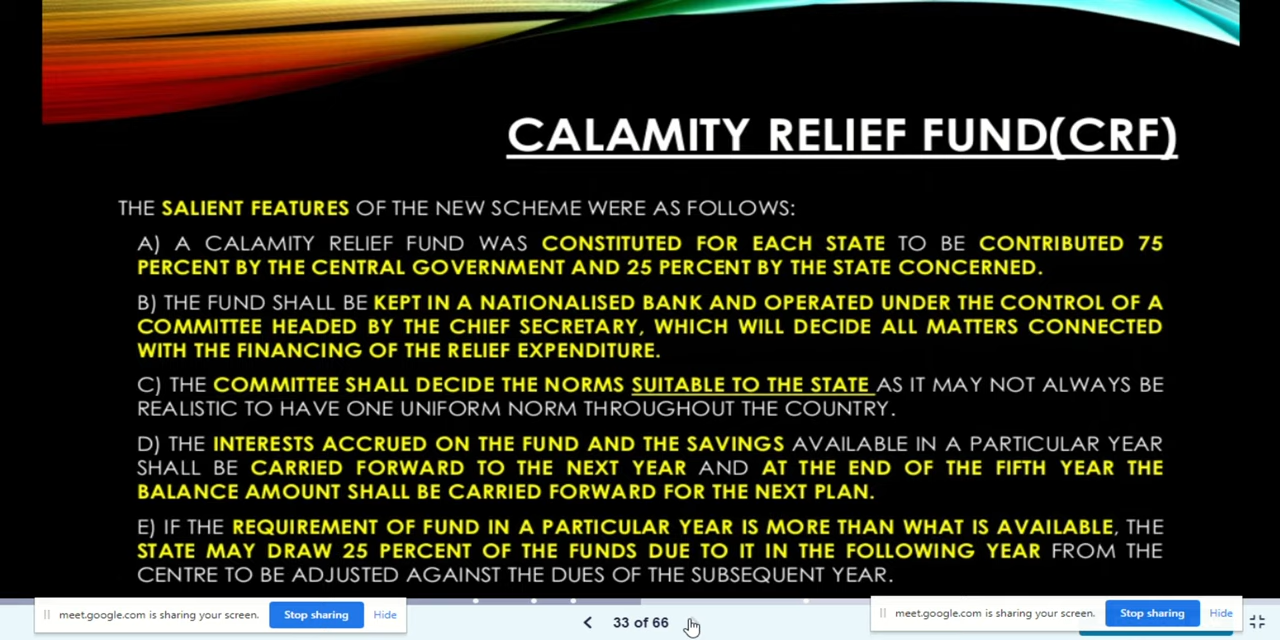 CALAMITY RELIEF FUND(CRF)
THE SALIENT FEATURES OF THE NEW SCHEME WERE AS FOLLOWS:
A) A CALAMITY RELIEF FUND WAS CONSTITUTED FOR EACH STATE TO BE CONTRIBUTED 75
PERCENT BY THE CENTRAL GOVERNMENT AND 25 PERCENT BY THE STATE CONCERNED.
B) THE FUND SHALL BE KEPT IN A NATIONALISED BANK AND OPERATED UNDER THE CONTROL OF A
COMMITTEE HEADED BY THE CHIEF SECRETARY, WHICH WILL DECIDE ALL MATTERS CONNECTED
WITH THE FINANCING OF THE RELIEF EXPENDITURE.
C) THE COMMITTEE SHALL DECIDE THE NORMS SUITABLE TO THE STATE AS IT MAY NOT ALWAYS BE
REALISTIC TO HAVE ONE UNIFORM NORM THROUGHOUT THE COUNTRY.
D) THE INTERESTS ACCRUED ON THE FUND AND THE SAVINGS AVAILABLE IN A PARTICULAR YEAR
SHALL BE CARRIED FORWARD TO THE NEXT YEAR AND AT THE END OF THE FIFTH YEAR THE
BALANCE AMOUNT SHALL BE CARRIED FORWARD FOR THE NEXT PLAN.
E) IF THE REQUIREMENT OF FUND IN A PARTICULAR YEAR IS MORE THAN WHAT IS AVAILABLE, THE
STATE MAY DRAW 25 PERCENT OF THE FUNDS DUE TO IT IN THE FOLLOWING YEAR FROM THE
CENTRE TO BE ADJUSTED AGAINST THE DUES OF THE SUBSEQUENT YEAR.
meet.google.com is sharing your screen. Stop sharing Hide
33 of 66
meet.google.com is sharing your screen. Stop sharing Hide